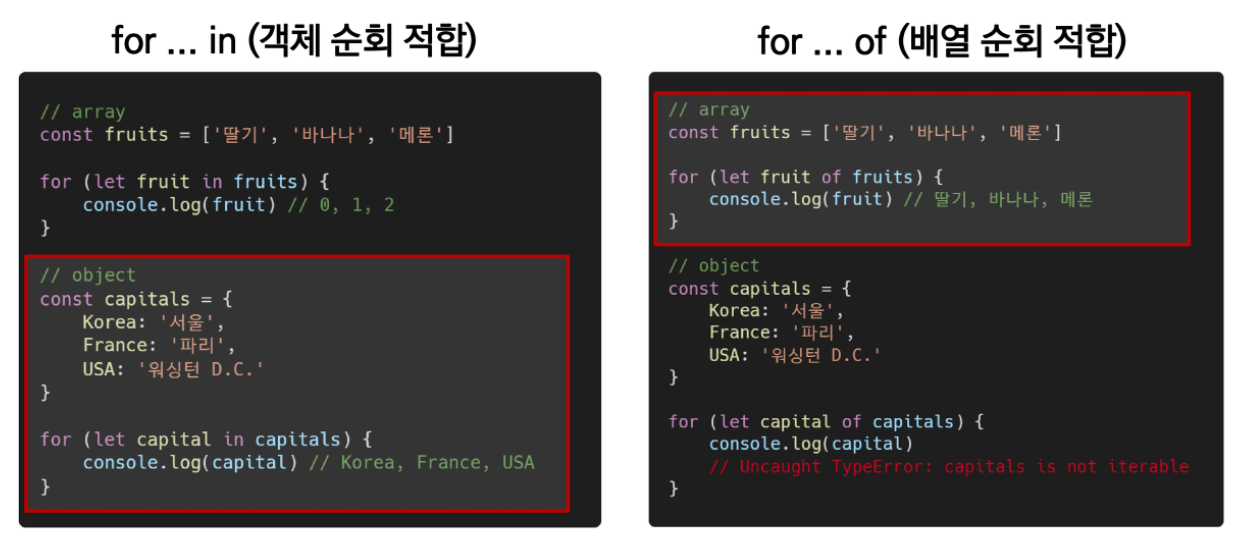 for ... in (객체 순회 적합)
// array
const fruits = ['딸기', '바나나', '메론']
for (let fruit in fruits) {
    console.log(fruit) // 0, 1, 2
}
// object
const capitals = {
    Korea: '서울',
    France: '파리',
    USA: '워싱턴 D.C.'
}
for (let capital in capitals) {
    console.log(capital) // Korea, France, USA
}
for ... of (배열 순회 적합)
// array
const fruits = ['딸기', '바나나', '메론']
for (let fruit of fruits) {
    console.log(fruit) // 딸기, 바나나, 메론
}
// object
const capitals = {
    Korea: '서울',
    France: '파리',
    USA: '워싱턴 D.C.'
}
for (let capital of capitals) {
    console.log(capital)
    // Uncaught TypeError: capitals is not iterable
}